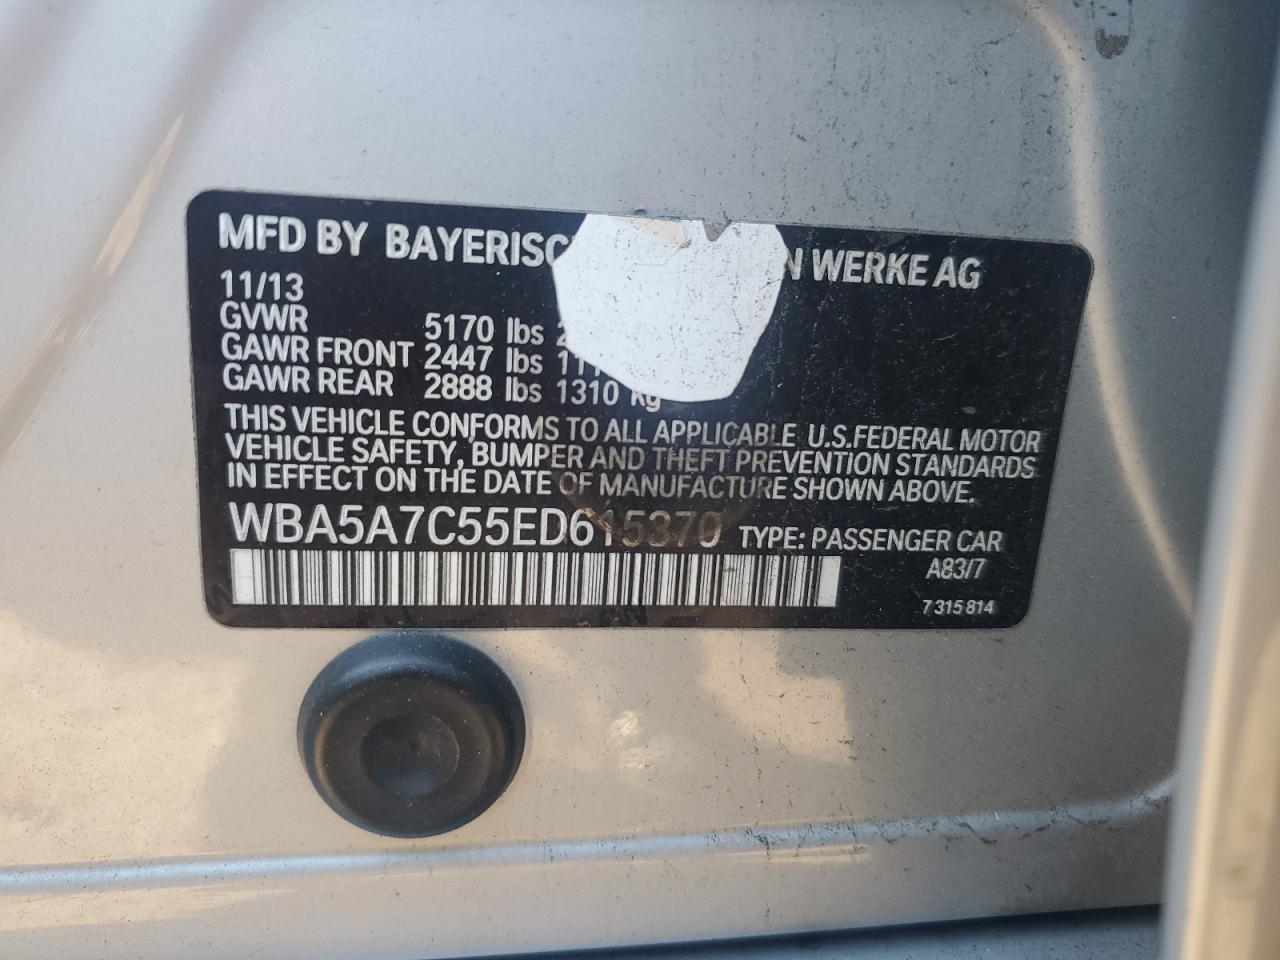 MFD BY BAYERISC N WERKE AG
11/13
GVWR 5170 lbs
GAWR FRONT 2447 lbs
GAWR REAR 2888 lbs 1310 kg
THIS VEHICLE CONFORMS TO ALL APPLICABLE U.S.FEDERAL MOTOR
VEHICLE SAFETY, BUMPER AND THEFT PREVENTION STANDARDS
IN EFFECT ON THE DATE OF MANUFACTURE SHOWN ABOVE.
WBA5A7C55ED615370 TYPE: PASSENGER CAR
A83/7
7 315 814